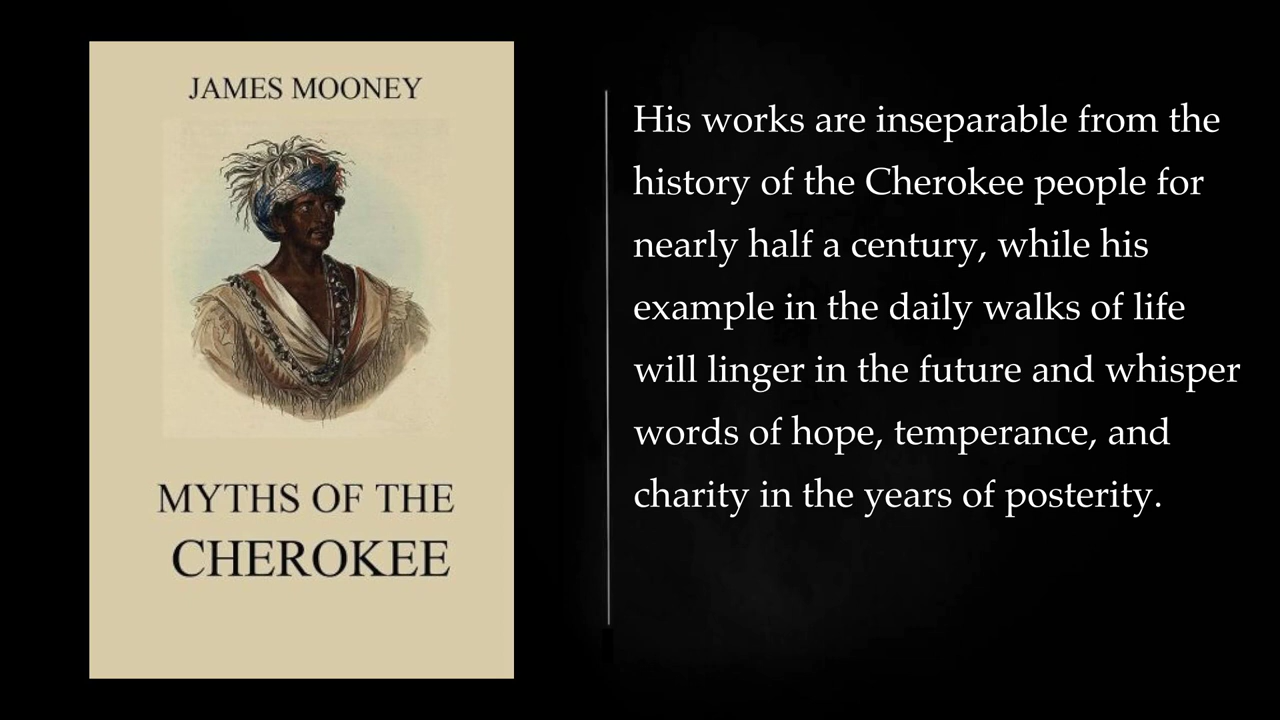 JAMES MOONEY
MYTHS OF THE
CHEROKEE
His works are inseparable from the
history of the Cherokee people for
nearly half a century, while his
example in the daily walks of life
will linger in the future and whisper
words of hope, temperance, and
charity in the years of posterity.